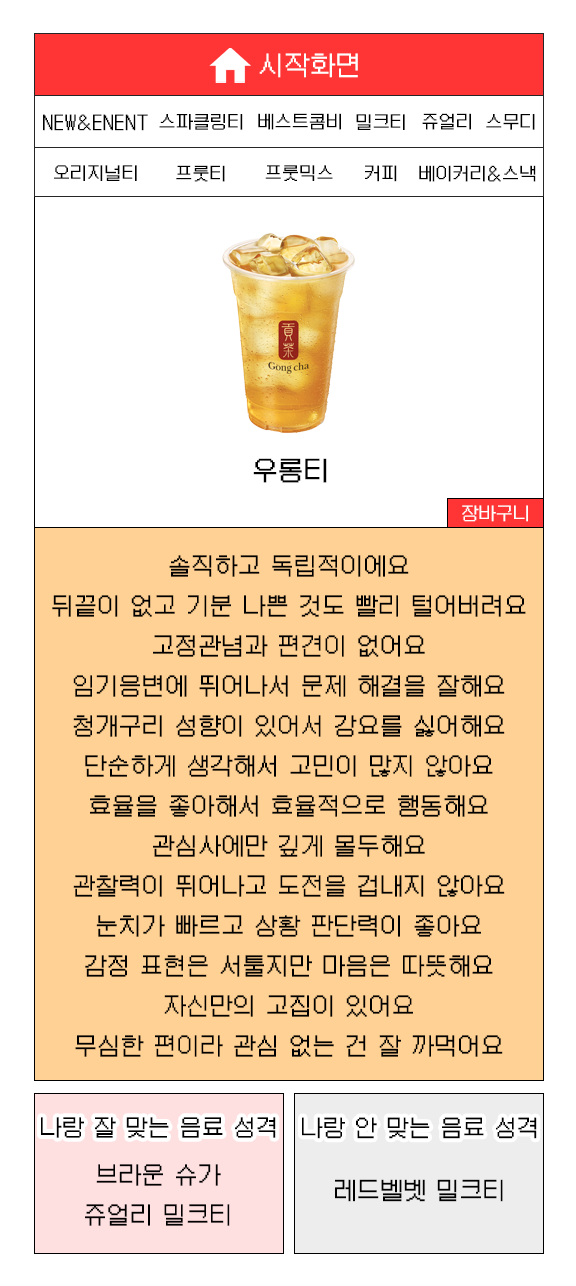 시작화면
NEW&ENENT 스파클링티 베스트콤비 밀크티 쥬얼리 스무디
오리지널티 프룻티 프룻믹스 커피 베이커리&스낵
貢茶
Gong cha
우롱티
장바구니
솔직하고 독립적이에요
뒤끝이 없고 기분 나쁜 것도 빨리 털어버려요
고정관념과 편견이 없어요
임기응변에 뛰어나서 문제 해결을 잘해요
청개구리 성향이 있어서 강요를 싫어해요
단순하게 생각해서 고민이 많지 않아요
효율을 좋아해서 효율적으로 행동해요
관심사에만 깊게 몰두해요
관찰력이 뛰어나고 도전을 겁내지 않아요
눈치가 빠르고 상황 판단력이 좋아요
감정 표현은 서툴지만 마음은 따뜻해요
자신만의 고집이 있어요
무심한 편이라 관심 없는 건 잘 까먹어요
나랑 잘 맞는 음료 성격
브라운 슈가
쥬얼리 밀크티
나랑 안 맞는 음료 성격
레드벨벳 밀크티